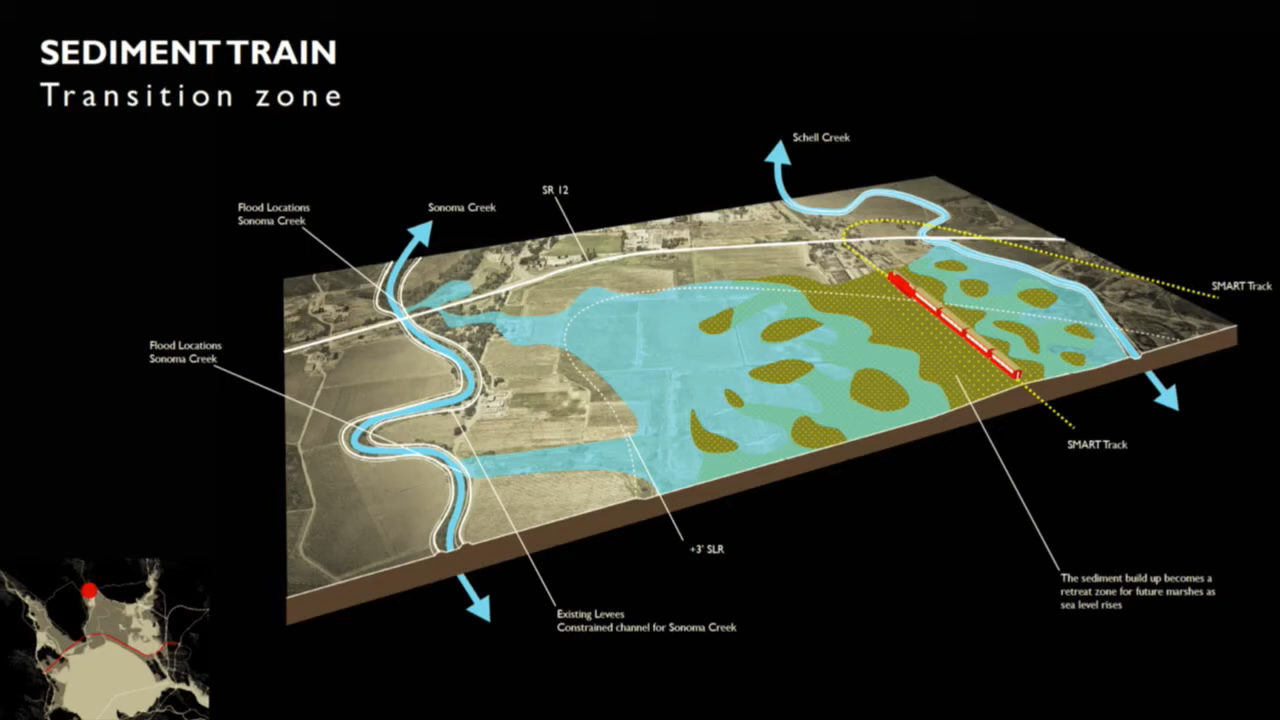 SEDIMENT TRAIN
Transition zone
Schell Creek
SR 12
Flood Locations
Sonoma Creek
Sonoma Creek
SMART Track
Flood Locations
Sonoma Creek
SMART Track
+3' SLR
The sediment build up becomes a
retreat zone for future marshes as
sea level rises
Existing Levees
Constrained channel for Sonoma Creek